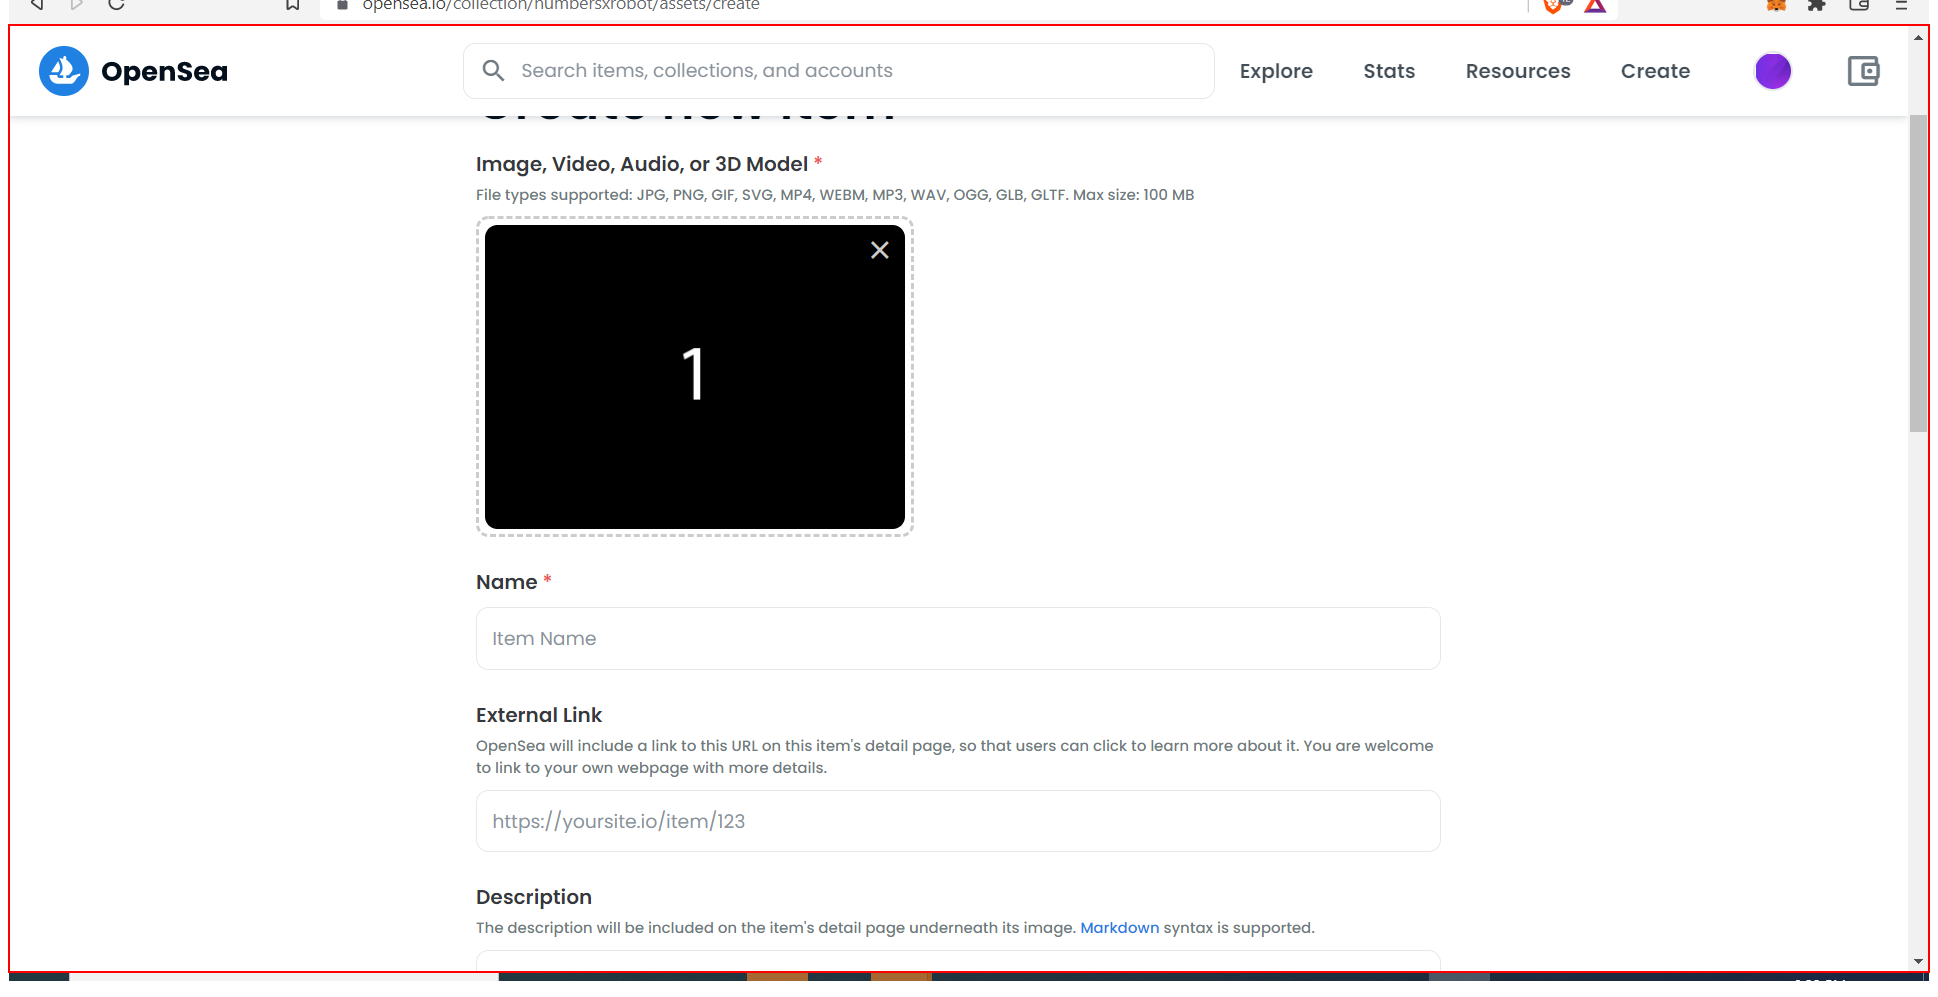 opensea.io/collection/numbersxrobot/assets/create
OpenSea
Search items, collections, and accounts
Explore
Stats
Resources
Create
Create new item
Image, Video, Audio, or 3D Model *
File types supported: JPG, PNG, GIF, SVG, MP4, WEBM, MP3, WAV, OGG, GLB, GLTF. Max size: 100 MB
1
Name *
Item Name
External Link
OpenSea will include a link to this URL on this item's detail page, so that users can click to learn more about it. You are welcome
to link to your own webpage with more details.
https://yoursite.io/item/123
Description
The description will be included on the item's detail page underneath its image. Markdown syntax is supported.